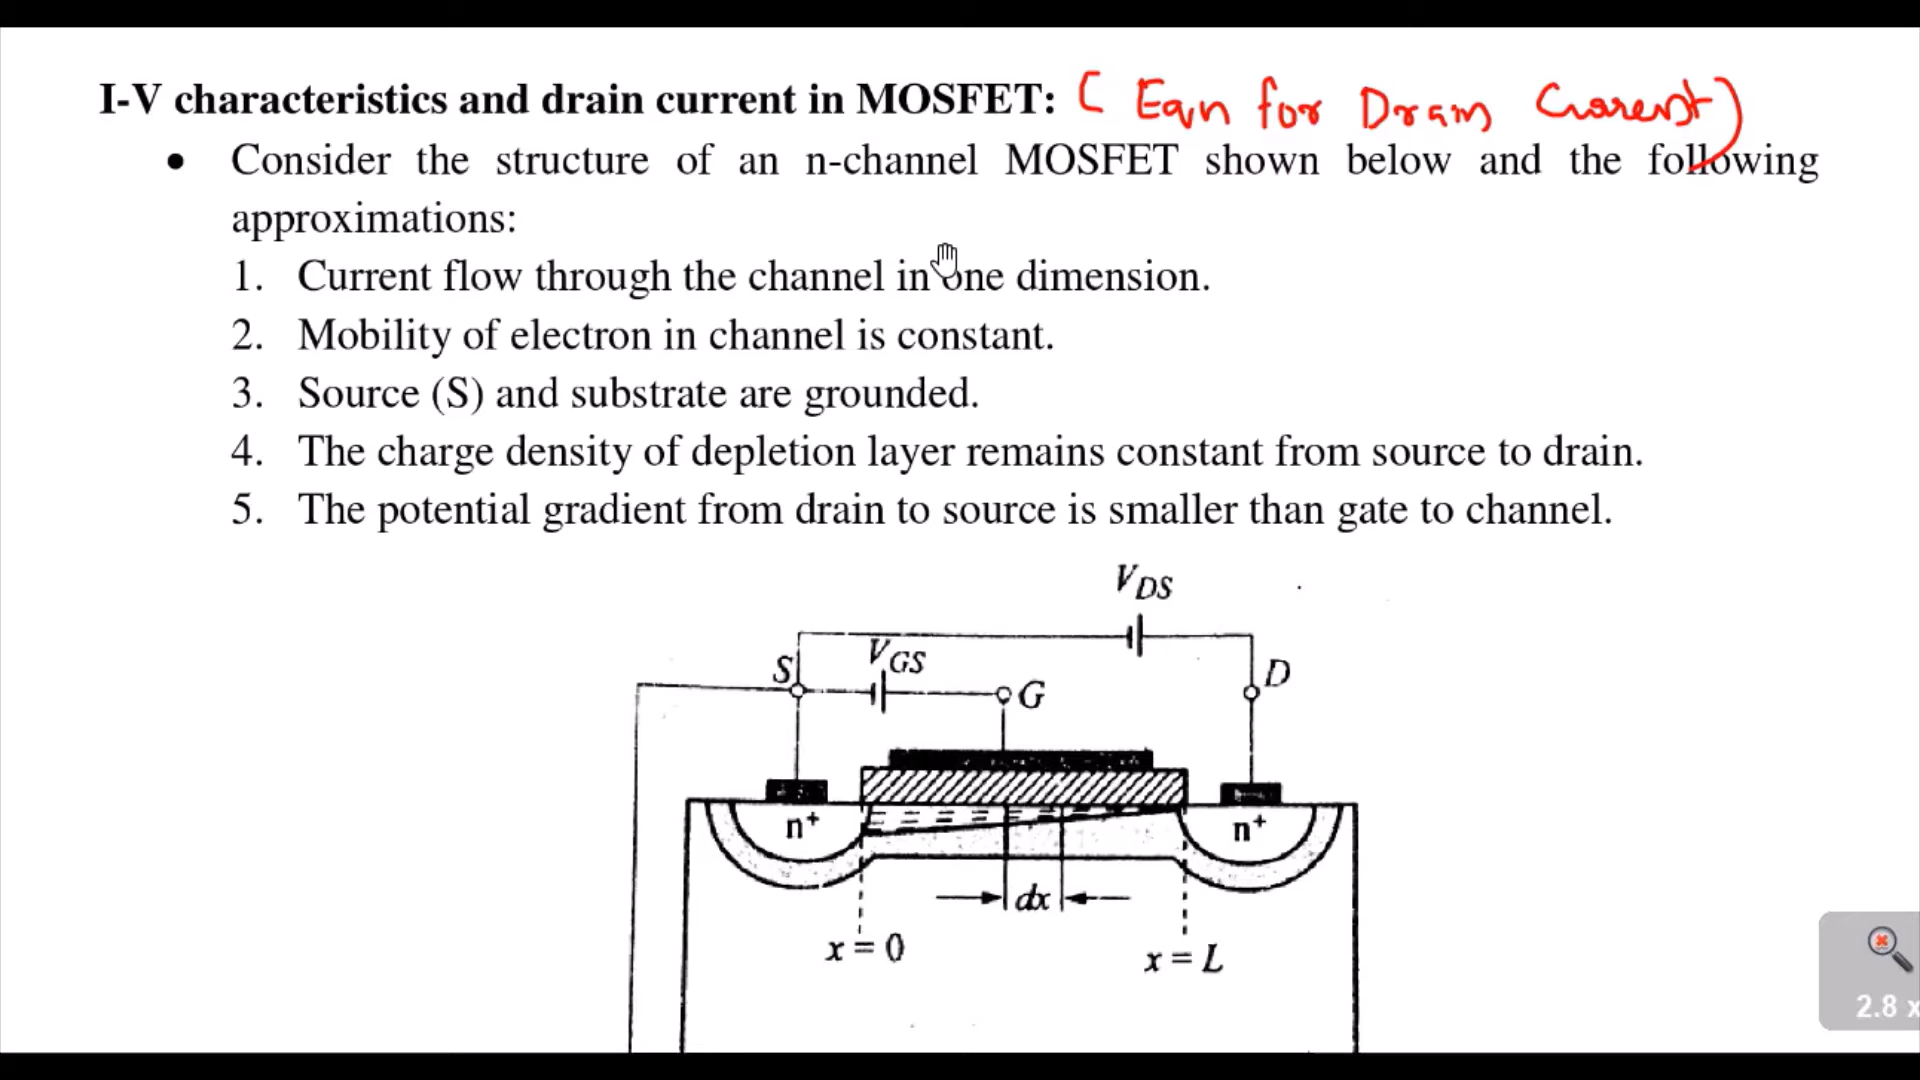 I-V characteristics and drain current in MOSFET: ( Eqn for Drain Current)
• Consider the structure of an n-channel MOSFET shown below and the following
approximations:
1. Current flow through the channel in one dimension.
2. Mobility of electron in channel is constant.
3. Source (S) and substrate are grounded.
4. The charge density of depletion layer remains constant from source to drain.
5. The potential gradient from drain to source is smaller than gate to channel.
V_DS
S V_GS G D
n⁺ n⁺
dx
x = 0 x = L
2.8 x